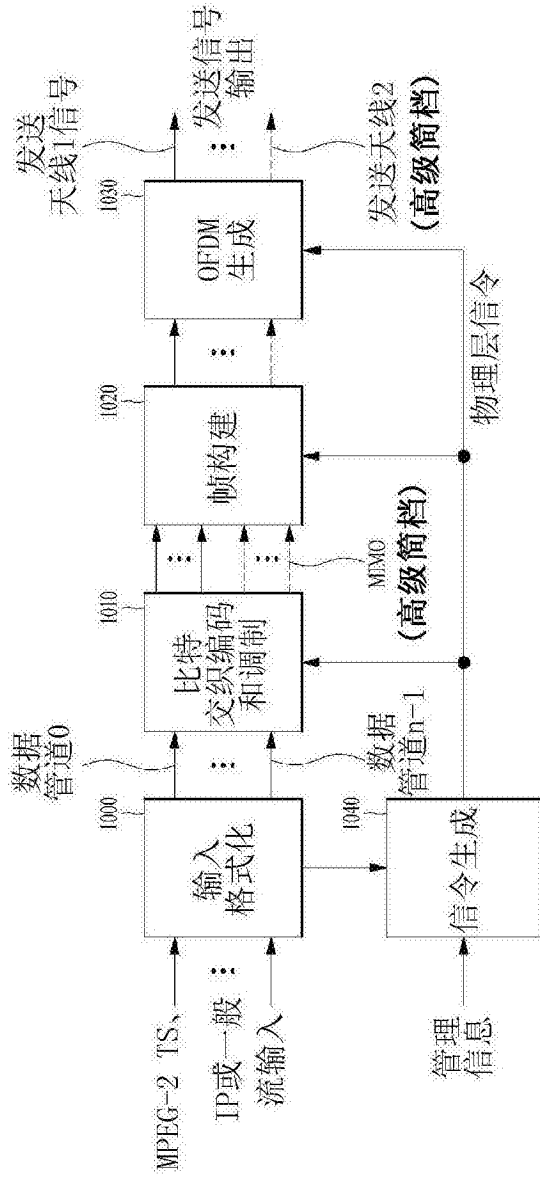 MPEG-2 TS、
IP或一般
流输入
管理
信息
1000
输入
格式化
1040
信令生成
数据
管道0
数据
管道n-1
1010
比特
交织编码
和调制
MIMO
(高级简档)
1020
帧构建
物理层信令
1030
OFDM
生成
发送
天线1信号
发送信号
输出
发送天线2
(高级简档)